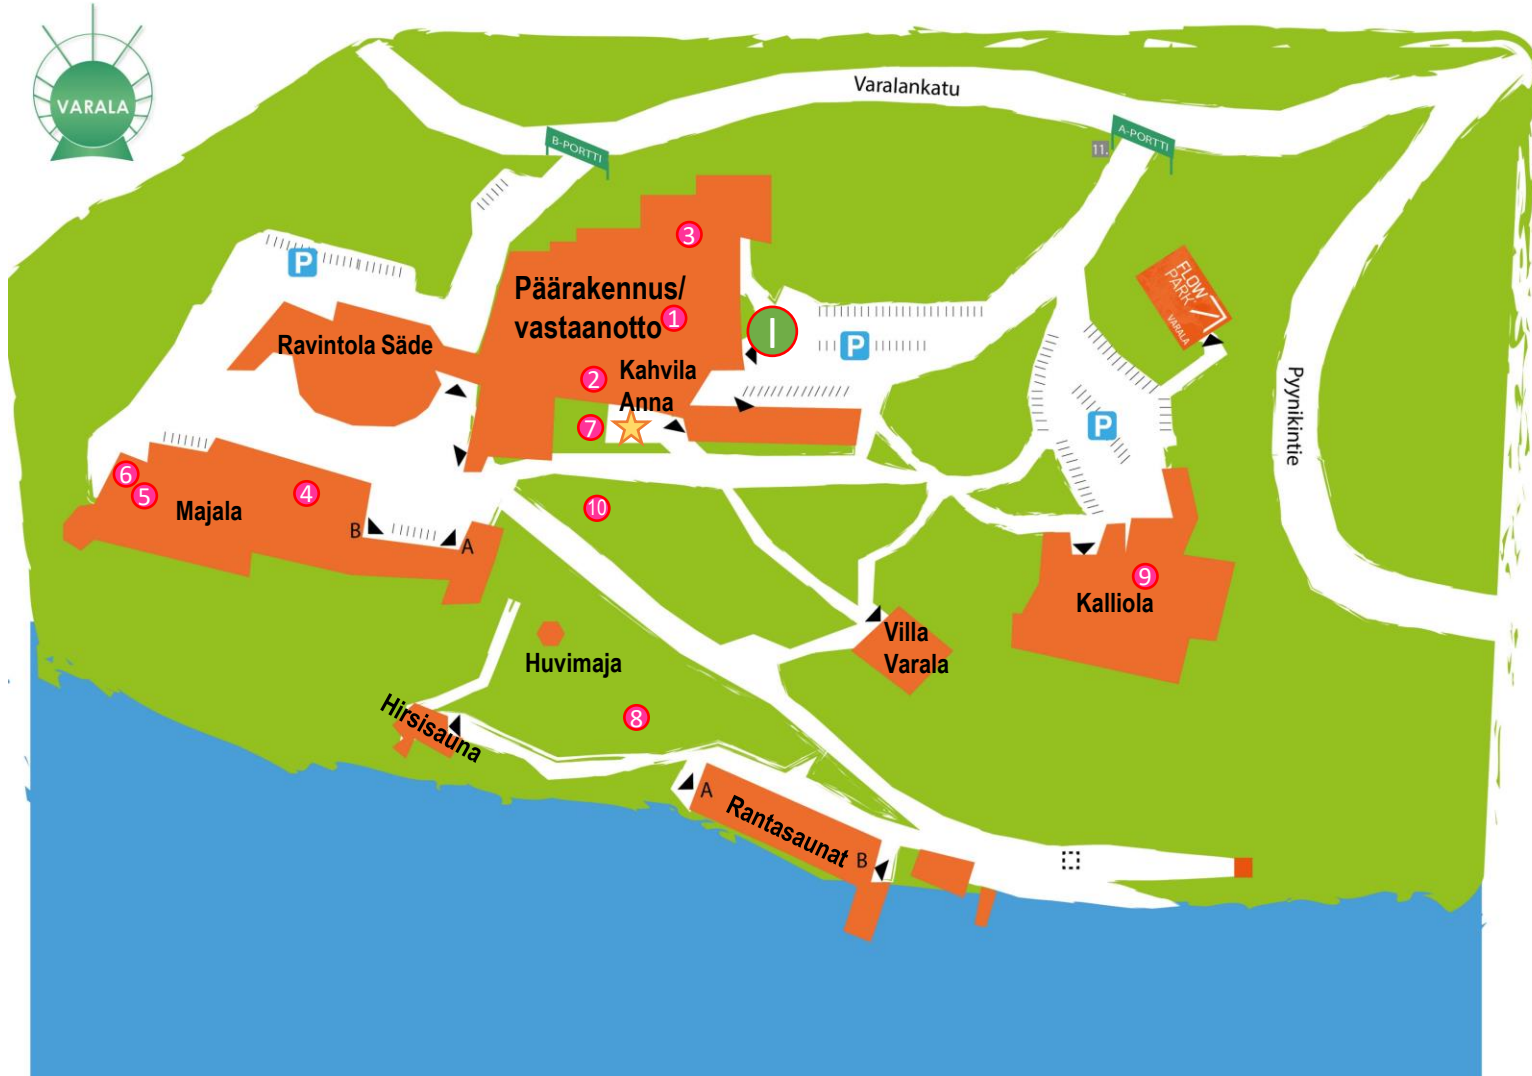 VARALA
Varalankatu
B-PORTTI
A-PORTTI
11.
3
P
Päärakennus/
vastaanotto
1
I
FLOW
PARK
VARALA
Ravintola Säde
P
2
Kahvila
Anna
Pyynikintie
7
P
6
5
4
Majala
10
B
A
9
Kalliola
Villa
Varala
Huvimaja
Hirsisauna
8
A
Rantasaunat
B